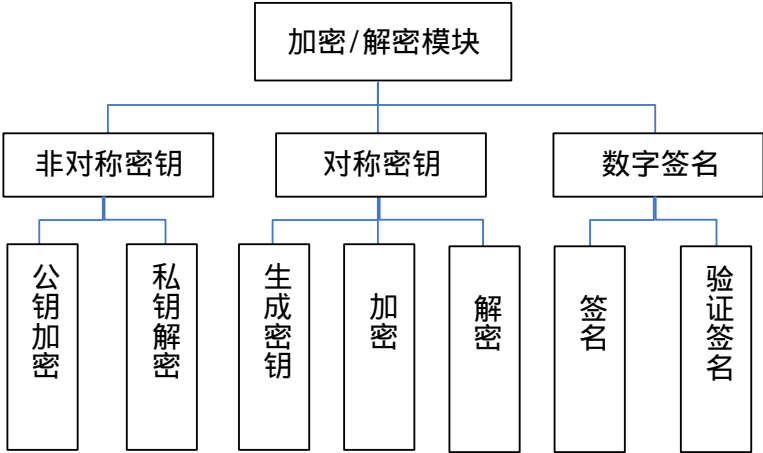 加密/解密模块
非对称密钥
对称密钥
数字签名
公钥加密
私钥解密
生成密钥
加密
解密
签名
验证签名